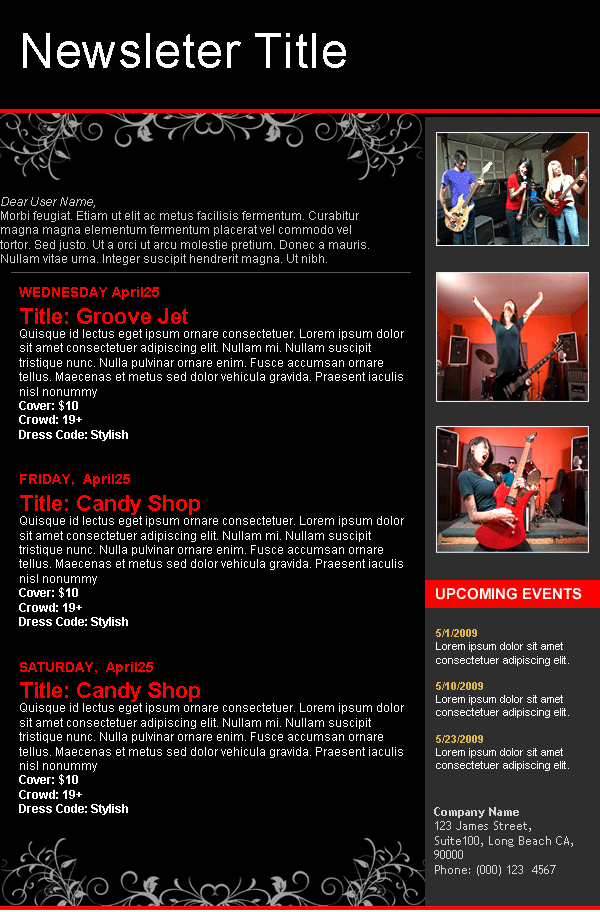 Newsleter Title
Dear User Name,
Morbi feugiat. Etiam ut elit ac metus facilisis fermentum. Curabitur
magna magna elementum fermentum placerat vel commodo vel
tortor. Sed justo. Ut a orci ut arcu molestie pretium. Donec a mauris.
Nullam vitae urna. Integer suscipit hendrerit magna. Ut nibh.
WEDNESDAY April25
Title: Groove Jet
Quisque id lectus eget ipsum ornare consectetuer. Lorem ipsum dolor
sit amet consectetuer adipiscing elit. Nullam mi. Nullam suscipit
tristique nunc. Nulla pulvinar ornare enim. Fusce accumsan ornare
tellus. Maecenas et metus sed dolor vehicula gravida. Praesent iaculis
nisl nonummy
Cover: $10
Crowd: 19+
Dress Code: Stylish
FRIDAY,  April25
Title: Candy Shop
Quisque id lectus eget ipsum ornare consectetuer. Lorem ipsum dolor
sit amet consectetuer adipiscing elit. Nullam mi. Nullam suscipit
tristique nunc. Nulla pulvinar ornare enim. Fusce accumsan ornare
tellus. Maecenas et metus sed dolor vehicula gravida. Praesent iaculis
nisl nonummy
Cover: $10
Crowd: 19+
Dress Code: Stylish
SATURDAY,  April25
Title: Candy Shop
Quisque id lectus eget ipsum ornare consectetuer. Lorem ipsum dolor
sit amet consectetuer adipiscing elit. Nullam mi. Nullam suscipit
tristique nunc. Nulla pulvinar ornare enim. Fusce accumsan ornare
tellus. Maecenas et metus sed dolor vehicula gravida. Praesent iaculis
nisl nonummy
Cover: $10
Crowd: 19+
Dress Code: Stylish
UPCOMING EVENTS
5/1/2009
Lorem ipsum dolor sit amet
consectetuer adipiscing elit.
5/10/2009
Lorem ipsum dolor sit amet
consectetuer adipiscing elit.
5/23/2009
Lorem ipsum dolor sit amet
consectetuer adipiscing elit.
Company Name
123 James Street,
Suite100, Long Beach CA,
90000
Phone: (000) 123  4567